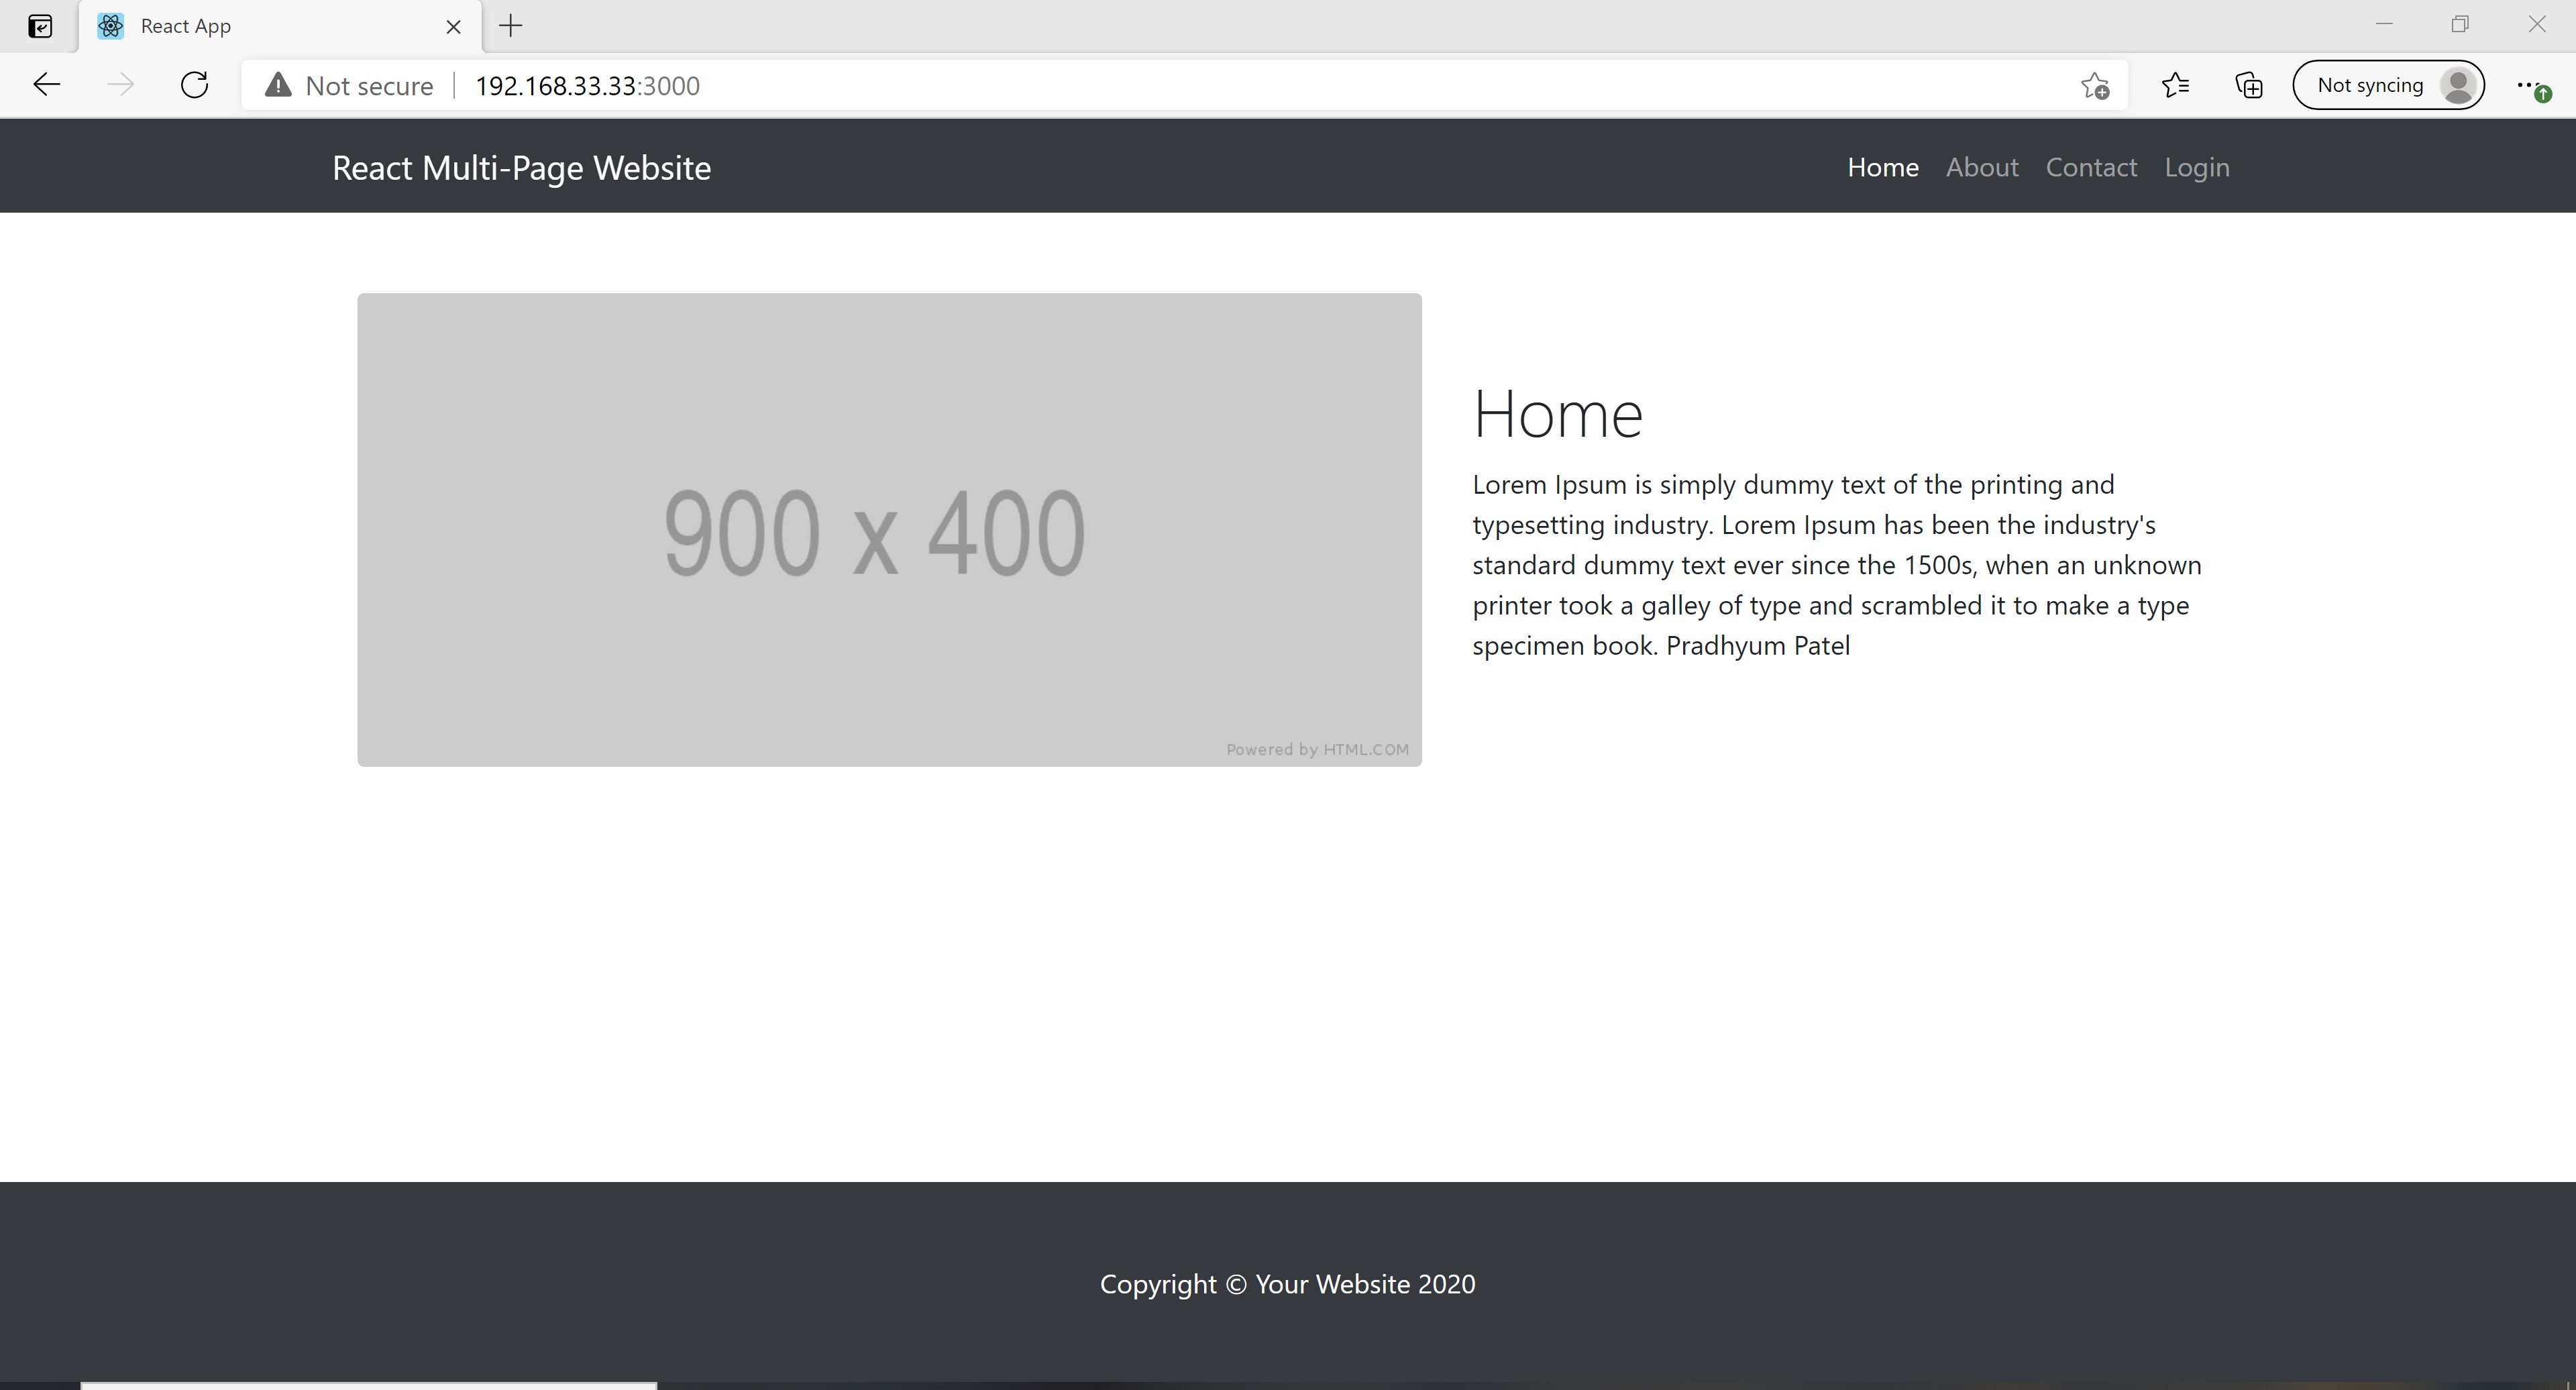 React App
Not secure
192.168.33.33:3000
Not syncing
React Multi-Page Website
Home About Contact Login
900 x 400
Powered by HTML.COM
Home
Lorem Ipsum is simply dummy text of the printing and
typesetting industry. Lorem Ipsum has been the industry's
standard dummy text ever since the 1500s, when an unknown
printer took a galley of type and scrambled it to make a type
specimen book. Pradhyum Patel
Copyright © Your Website 2020